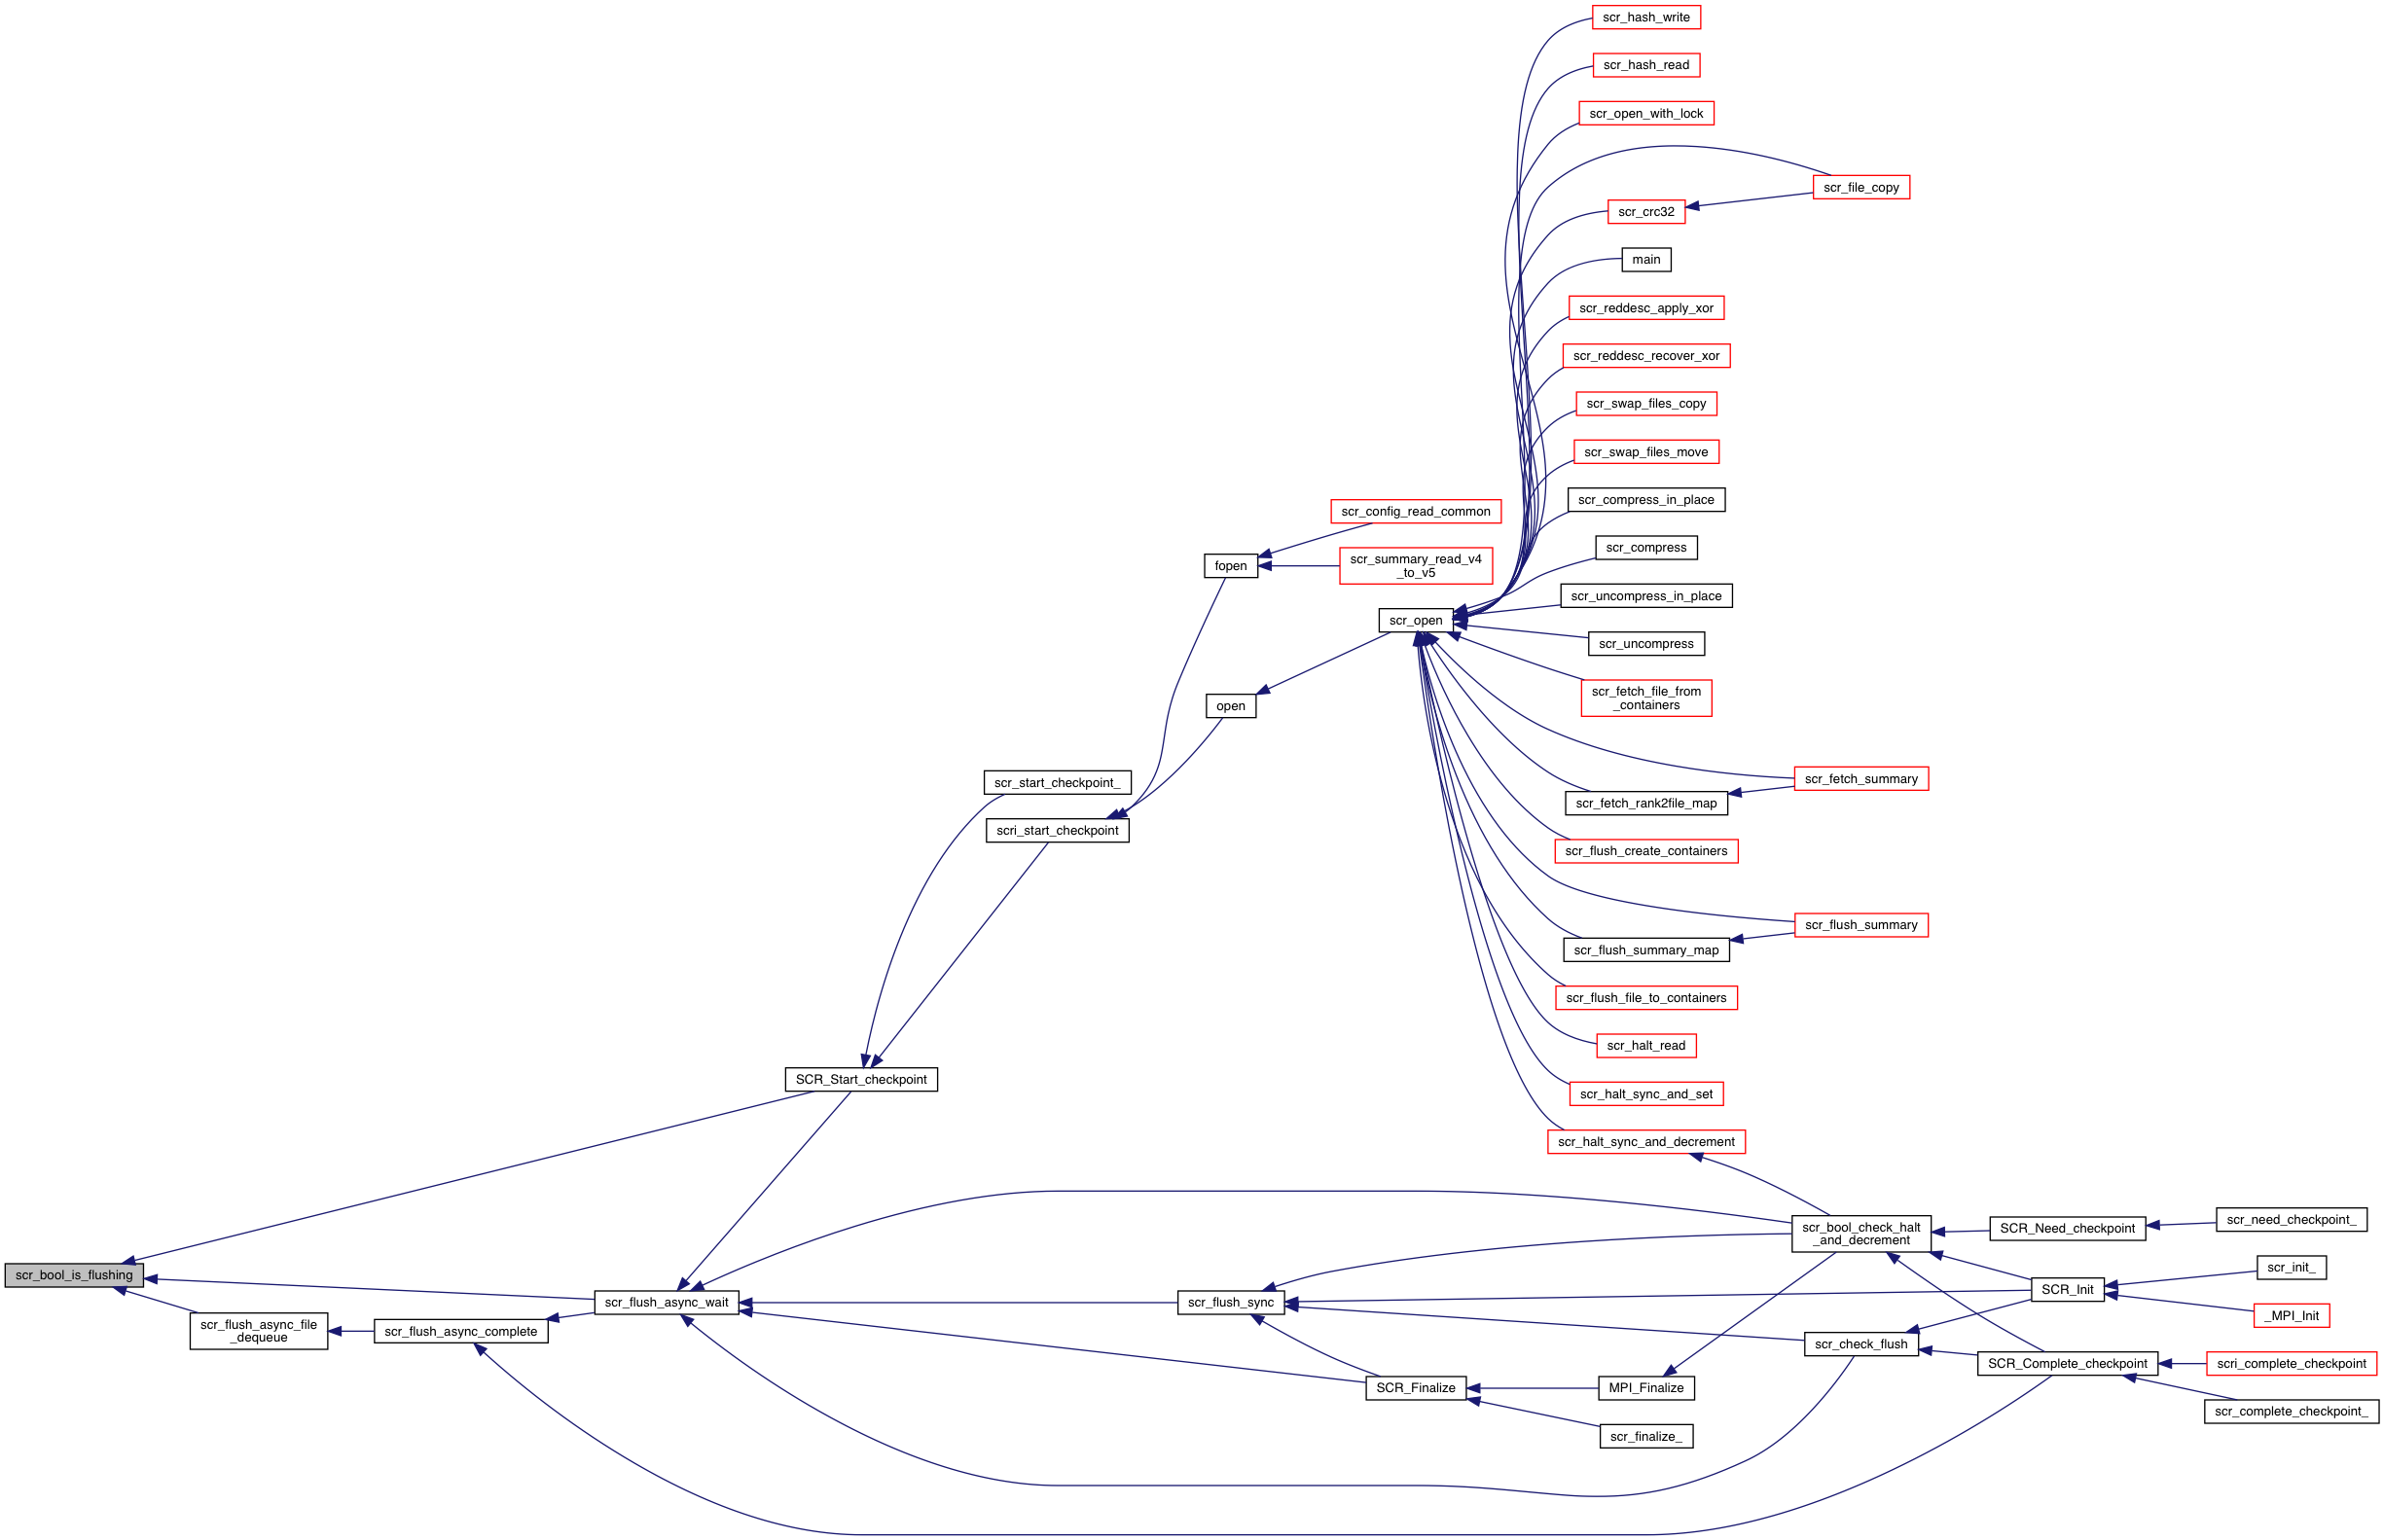 scr_hash_write
scr_hash_read
scr_open_with_lock
scr_file_copy
scr_crc32
main
scr_reddesc_apply_xor
scr_reddesc_recover_xor
scr_swap_files_copy
scr_swap_files_move
scr_compress_in_place
scr_config_read_common
scr_compress
scr_summary_read_v4
_to_v5
fopen
scr_uncompress_in_place
scr_open
scr_uncompress
scr_fetch_file_from
_containers
open
scr_fetch_summary
scr_start_checkpoint_
scr_fetch_rank2file_map
scri_start_checkpoint
scr_flush_create_containers
scr_flush_summary
scr_flush_summary_map
scr_flush_file_to_containers
scr_halt_read
SCR_Start_checkpoint
scr_halt_sync_and_set
scr_halt_sync_and_decrement
scr_need_checkpoint_
scr_bool_check_halt
_and_decrement
SCR_Need_checkpoint
scr_init_
scr_bool_is_flushing
SCR_Init
scr_flush_async_wait
scr_flush_sync
_MPI_Init
scr_flush_async_file
_dequeue
scr_flush_async_complete
scr_check_flush
SCR_Complete_checkpoint
scri_complete_checkpoint
SCR_Finalize
MPI_Finalize
scr_complete_checkpoint_
scr_finalize_